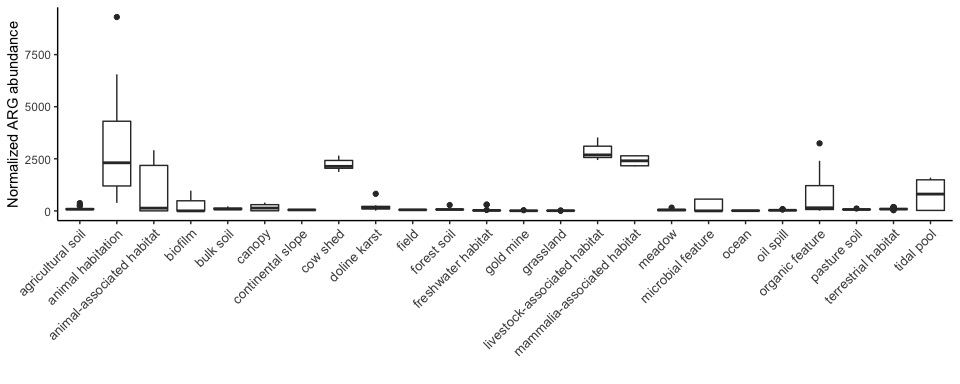 Normalized ARG abundance
7500
5000
2500
0
agricultural soil
animal habitation
animal-associated habitat
biofilm
bulk soil
canopy
continental slope
cow shed
doline karst
field
forest soil
freshwater habitat
gold mine
grassland
livestock-associated habitat
mammalia-associated habitat
meadow
microbial feature
ocean
oil spill
organic feature
pasture soil
terrestrial habitat
tidal pool